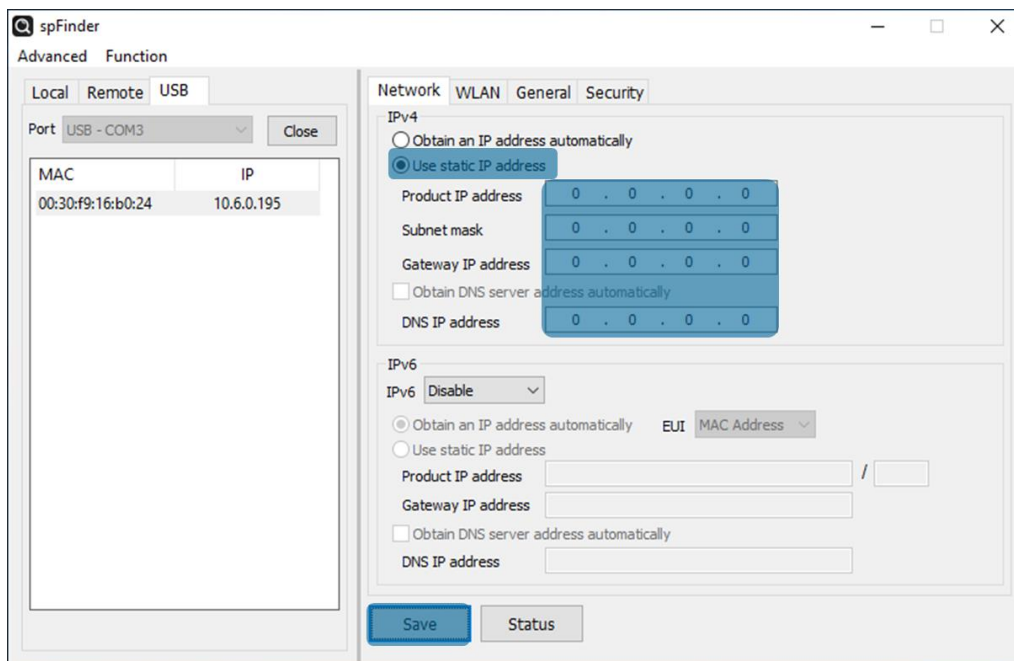 spFinder
Advanced Function
Local Remote USB
Port USB - COM3 Close
MAC IP
00:30:f9:16:b0:24 10.6.0.195
Network WLAN General Security
IPv4
Obtain an IP address automatically
Use static IP address
Product IP address 0 . 0 . 0 . 0
Subnet mask 0 . 0 . 0 . 0
Gateway IP address 0 . 0 . 0 . 0
Obtain DNS server address automatically
DNS IP address 0 . 0 . 0 . 0
IPv6
IPv6 Disable
Obtain an IP address automatically EUI MAC Address
Use static IP address
Product IP address /
Gateway IP address
Obtain DNS server address automatically
DNS IP address
Save Status